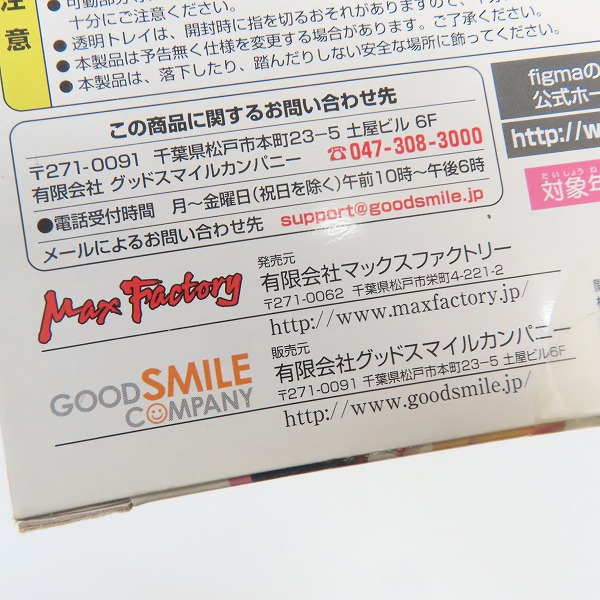 注意
●可動部分
十分にご注意ください。
●透明トレイは、開封時に指を切るおそれがありますので、十分
●本製品は予告無く仕様を変更する場合があります。ご了承ください。
●本製品は、落下したり、踏んだりしない安全な場所に飾ってください。
この商品に関するお問い合わせ先
〒271-0091 千葉県松戸市本町23-5 土屋ビル 6F
有限会社 グッドスマイルカンパニー ☎047-308-3000
●電話受付時間 月〜金曜日(祝日を除く)午前10時〜午後6時
メールによるお問い合わせ先 support@goodsmile.jp
figmaの
公式ホー
http://w
たいしょうね
対象年
Max Factory
発売元
有限会社マックスファクトリー
〒271-0062 千葉県松戸市栄町4-221-2
http://www.maxfactory.jp/
GOOD SMILE
COMPANY
販売元
有限会社グッドスマイルカンパニー
〒271-0091 千葉県松戸市本町23-5 土屋ビル6F
http://www.goodsmile.jp/